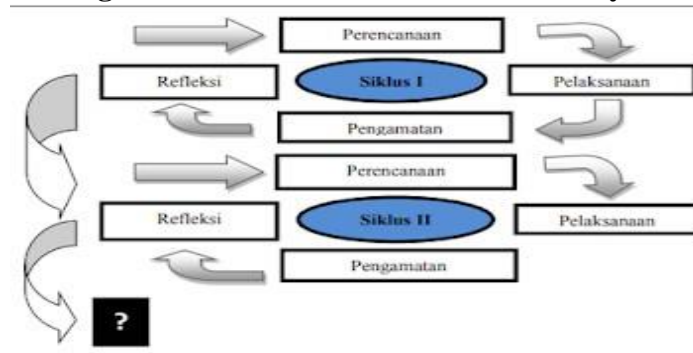 Perencanaan
Refleksi
Siklus I
Pelaksanaan
Pengamatan
Perencanaan
Refleksi
Siklus II
Pelaksanaan
Pengamatan
?